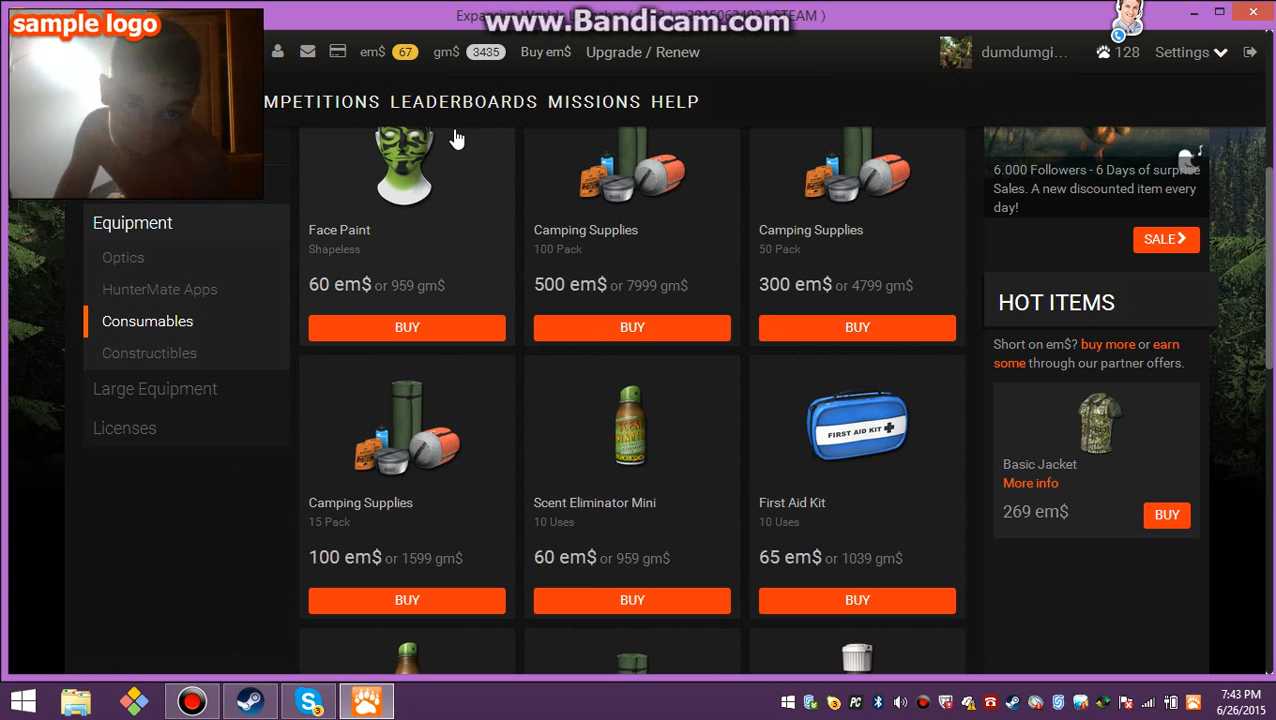 sample logo
www.Bandicam.com
STEAM )
em$ 67 gm$ 3435 Buy em$ Upgrade / Renew
dumdumgi... 128 Settings
MPETITIONS LEADERBOARDS MISSIONS HELP
Equipment
Optics
HunterMate Apps
Consumables
Constructibles
Large Equipment
Licenses
Face Paint
Shapeless
60 em$ or 959 gm$
BUY
Camping Supplies
100 Pack
500 em$ or 7999 gm$
BUY
Camping Supplies
50 Pack
300 em$ or 4799 gm$
BUY
Camping Supplies
15 Pack
100 em$ or 1599 gm$
BUY
Scent Eliminator Mini
10 Uses
60 em$ or 959 gm$
BUY
FIRST AID KIT
First Aid Kit
10 Uses
65 em$ or 1039 gm$
BUY
6.000 Followers - 6 Days of surprise
Sales. A new discounted item every
day!
SALE
HOT ITEMS
Short on em$? buy more or earn
some through our partner offers.
Basic Jacket
More info
269 em$
BUY
7:43 PM
6/26/2015